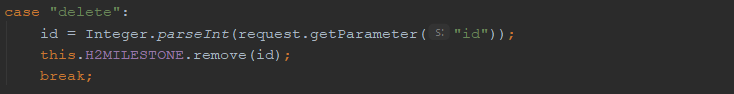 case "delete":
id = Integer.parseInt(request.getParameter( s: "id"));
this.H2MILESTONE.remove(id);
break;